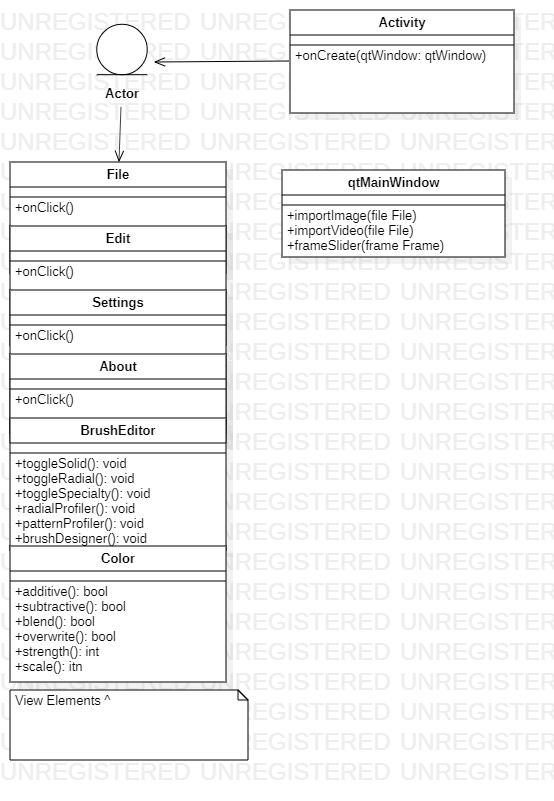 Activity
+onCreate(qtWindow: qtWindow)
Actor
File
+onClick()
Edit
+onClick()
Settings
+onClick()
About
+onClick()
BrushEditor
+toggleSolid(): void
+toggleRadial(): void
+toggleSpecialty(): void
+radialProfiler(): void
+patternProfiler(): void
+brushDesigner(): void
Color
+additive(): bool
+subtractive(): bool
+blend(): bool
+overwrite(): bool
+strength(): int
+scale(): itn
View Elements ^
qtMainWindow
+importImage(file File)
+importVideo(file File)
+frameSlider(frame Frame)
UNREGISTERED UNREGISTERED UNREGISTERED